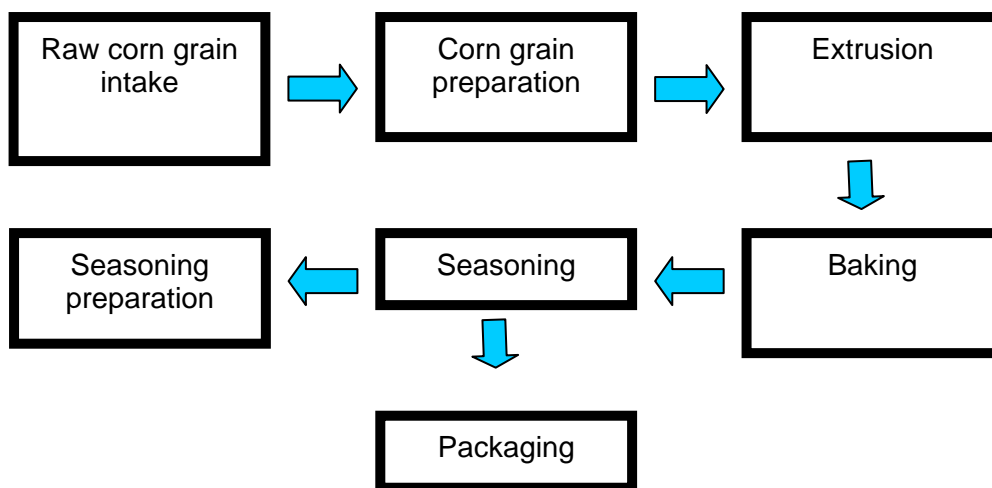 Raw corn grain
intake
Corn grain
preparation
Extrusion
Seasoning
preparation
Seasoning
Baking
Packaging